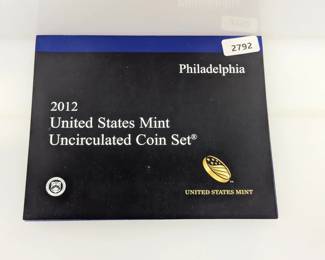 2792
Philadelphia
2012
United States Mint
Uncirculated Coin Set®
UNITED STATES MINT